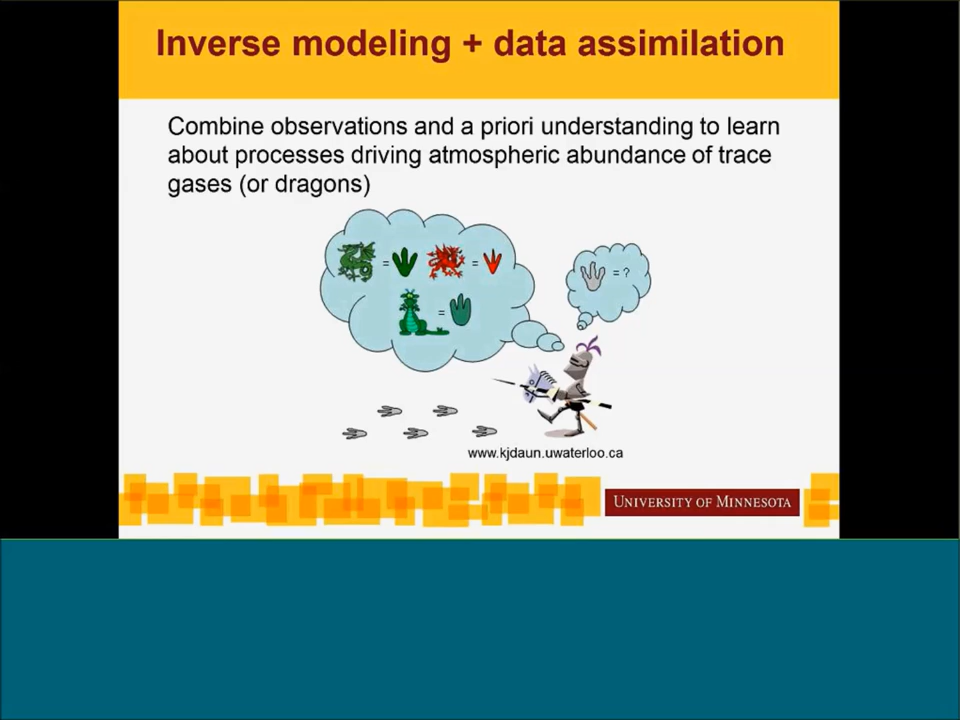 Inverse modeling + data assimilation
Combine observations and a priori understanding to learn
about processes driving atmospheric abundance of trace
gases (or dragons)
= =
= ?
=
www.kjdaun.uwaterloo.ca
UNIVERSITY OF MINNESOTA